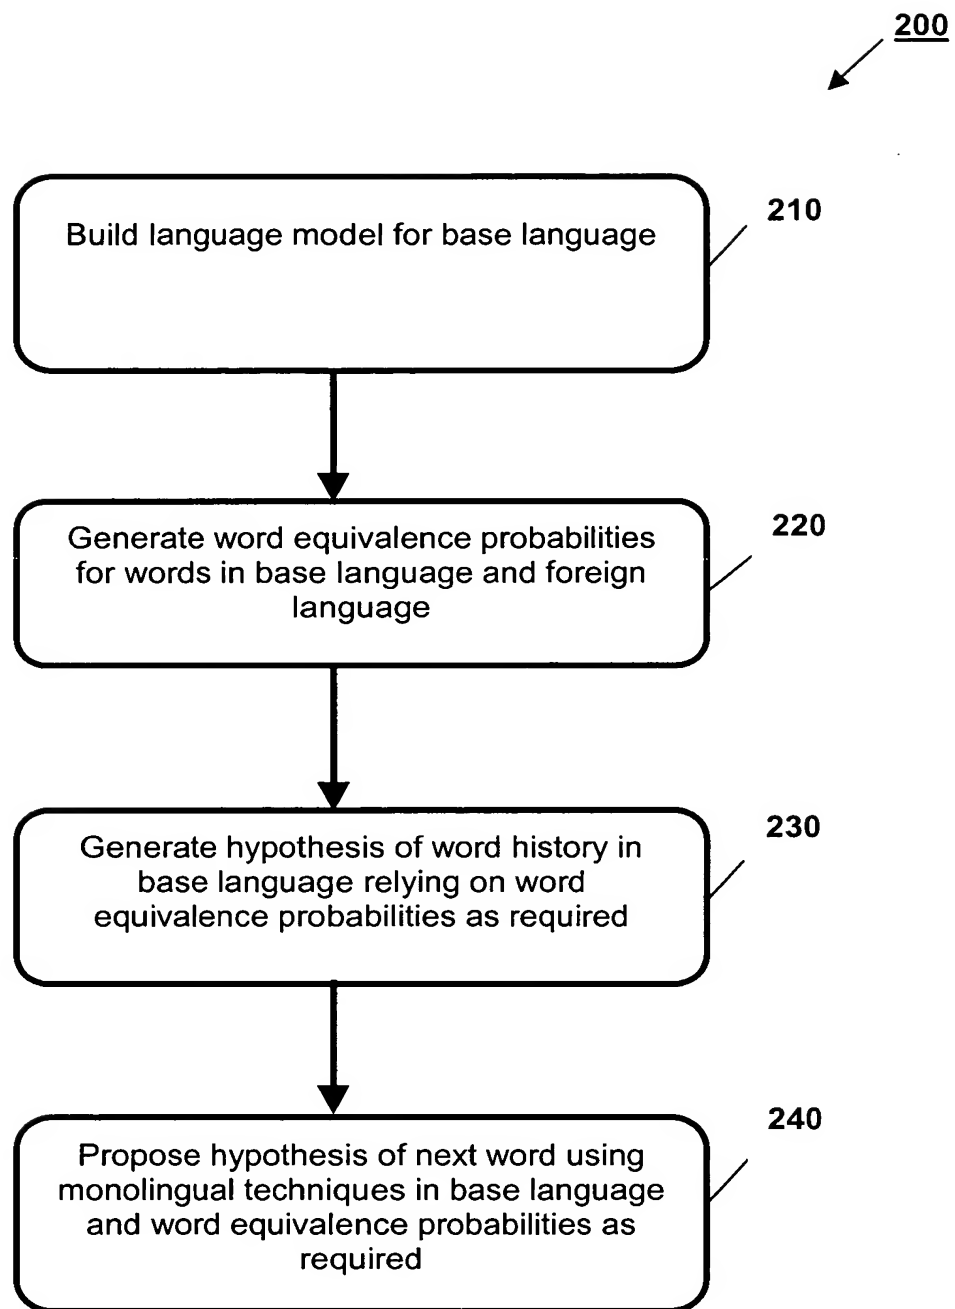 200
210
Build language model for base language
220
Generate word equivalence probabilities
for words in base language and foreign
language
230
Generate hypothesis of word history in
base language relying on word
equivalence probabilities as required
240
Propose hypothesis of next word using
monolingual techniques in base language
and word equivalence probabilities as
required